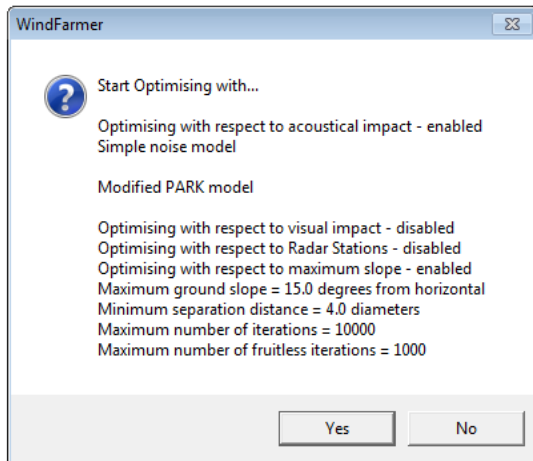 WindFarmer
Start Optimising with...
Optimising with respect to acoustical impact - enabled
Simple noise model
Modified PARK model
Optimising with respect to visual impact - disabled
Optimising with respect to Radar Stations - disabled
Optimising with respect to maximum slope - enabled
Maximum ground slope = 15.0 degrees from horizontal
Minimum separation distance = 4.0 diameters
Maximum number of iterations = 10000
Maximum number of fruitless iterations = 1000
Yes No